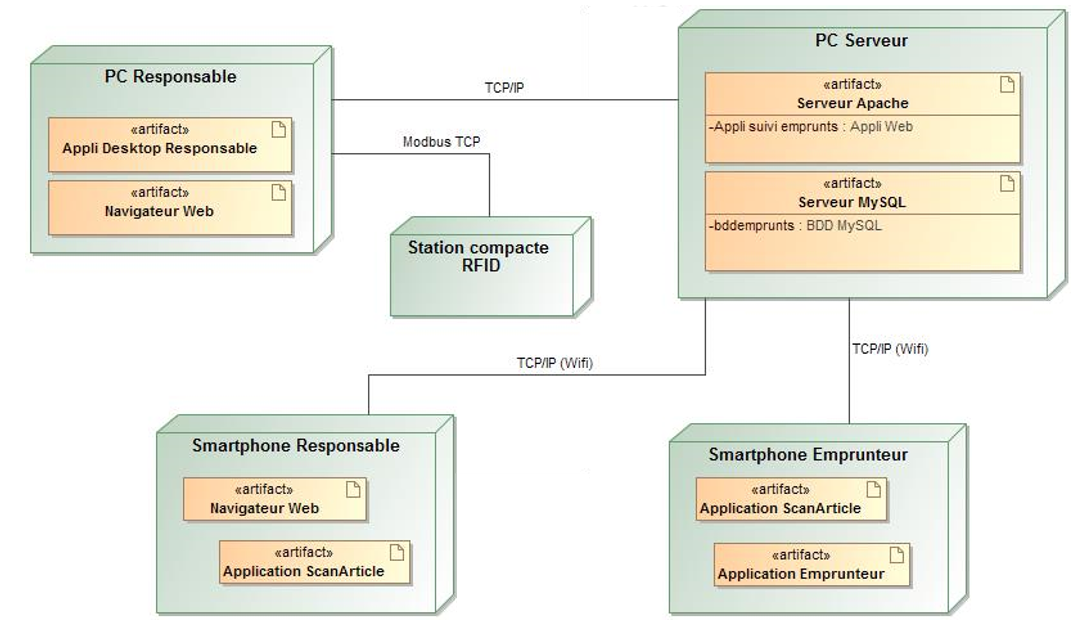 PC Responsable
«artifact»
Appli Desktop Responsable
«artifact»
Navigateur Web
TCP/IP
Modbus TCP
Station compacte
RFID
PC Serveur
«artifact»
Serveur Apache
-Appli suivi emprunts : Appli Web
«artifact»
Serveur MySQL
-bddemprunts : BDD MySQL
TCP/IP (Wifi)
TCP/IP (Wifi)
Smartphone Responsable
«artifact»
Navigateur Web
«artifact»
Application ScanArticle
Smartphone Emprunteur
«artifact»
Application ScanArticle
«artifact»
Application Emprunteur